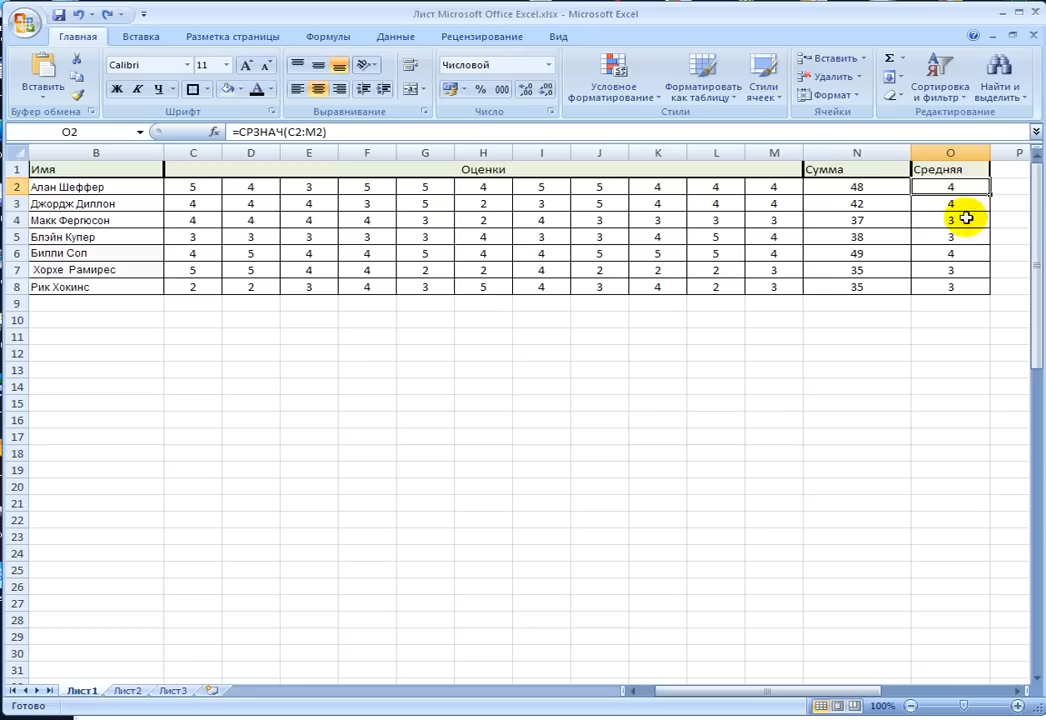 Лист Microsoft Office Excel.xlsx - Microsoft Excel
Главная Вставка Разметка страницы Формулы Данные Рецензирование Вид
Вставить
Буфер обмена
Calibri 11
Ж К Ч
Шрифт
Выравнивание
Числовой
% 000
Число
Условное форматирование
Форматировать как таблицу
Стили ячеек
Стили
Вставить
Удалить
Формат
Ячейки
Σ
Сортировка и фильтр
Найти и выделить
Редактирование
O2 fx =СРЗНАЧ(C2:M2)
B C D E F G H I J K L M N O P
1 Имя Оценки Сумма Средняя
2 Алан Шеффер 5 4 3 5 5 4 5 5 4 4 4 48 4
3 Джордж Диллон 4 4 4 3 5 2 3 5 4 4 4 42 4
4 Макк Фергюсон 4 4 4 3 2 4 3 3 3 3 37 3
5 Блэйн Купер 3 3 3 3 3 4 3 3 4 5 4 38 3
6 Билли Сол 4 5 4 4 4 4 5 5 5 4 49 4
7 Хорхе Рамирес 5 5 4 4 2 2 4 2 2 2 3 35 3
8 Рик Хокинс 2 2 3 4 3 5 4 3 4 2 3 35 3
9
10
11
12
13
14
15
16
17
18
19
20
21
22
23
24
25
26
27
28
29
30
31
Лист1 Лист2 Лист3
Готово 100%